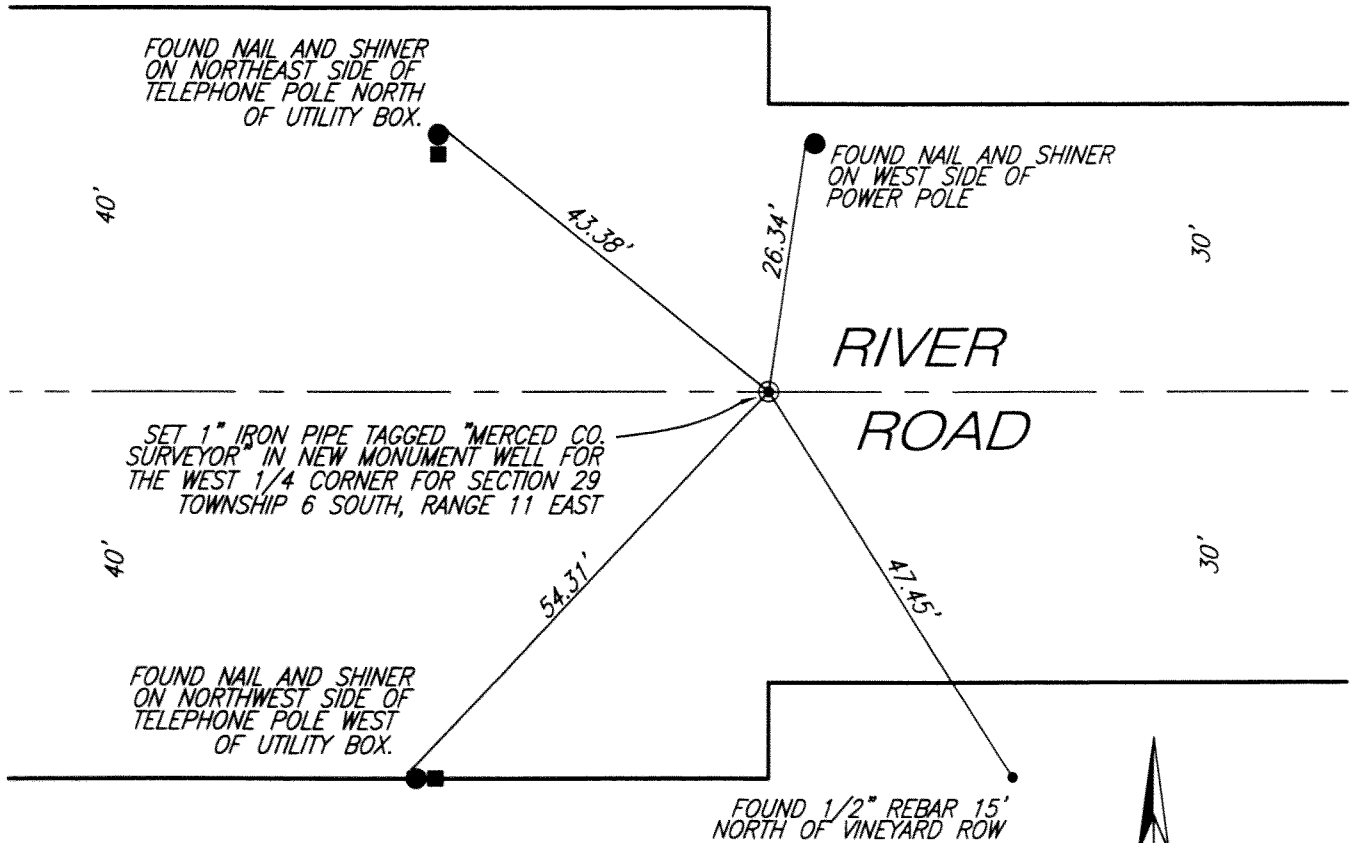 FOUND NAIL AND SHINER
ON NORTHEAST SIDE OF
TELEPHONE POLE NORTH
OF UTILITY BOX.
FOUND NAIL AND SHINER
ON WEST SIDE OF
POWER POLE
40'
43.38'
26.34'
30'
RIVER
ROAD
SET 1" IRON PIPE TAGGED "MERCED CO.
SURVEYOR" IN NEW MONUMENT WELL FOR
THE WEST 1/4 CORNER FOR SECTION 29
TOWNSHIP 6 SOUTH, RANGE 11 EAST
40'
54.31'
47.45'
30'
FOUND NAIL AND SHINER
ON NORTHWEST SIDE OF
TELEPHONE POLE WEST
OF UTILITY BOX.
FOUND 1/2" REBAR 15'
NORTH OF VINEYARD ROW